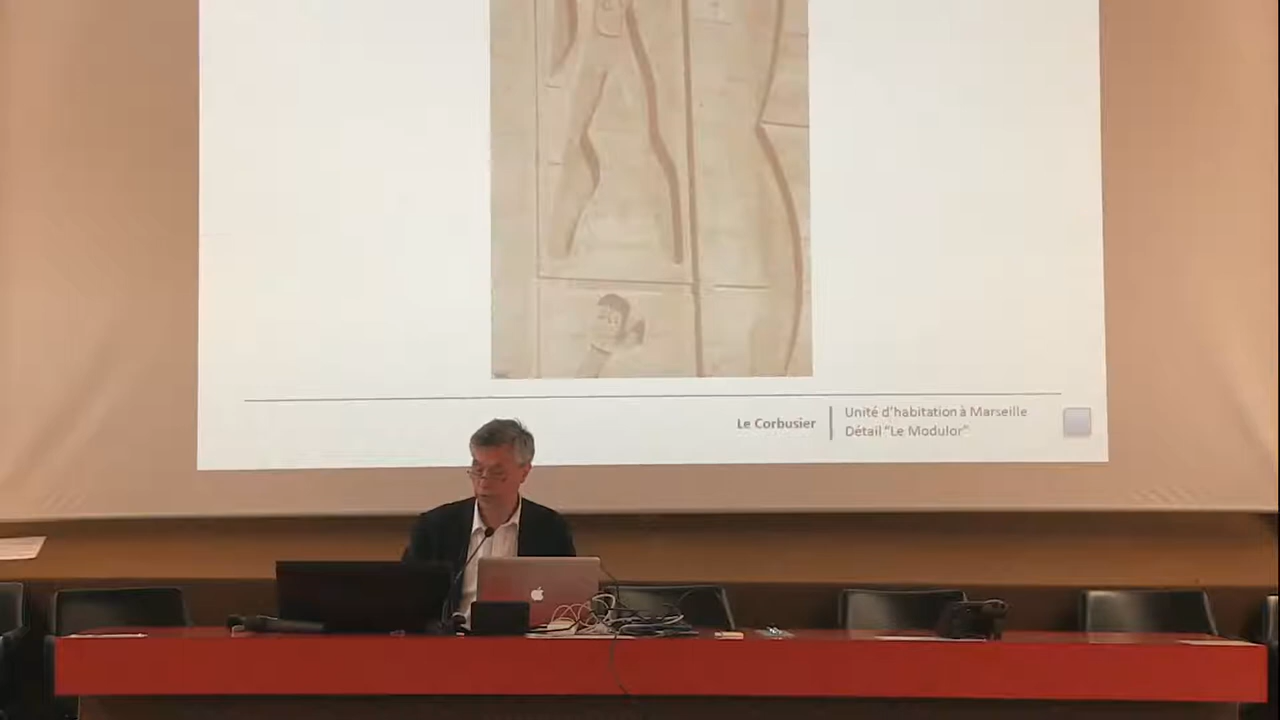 Le Corbusier
Unité d'habitation à Marseille
Détail "Le Modulor"